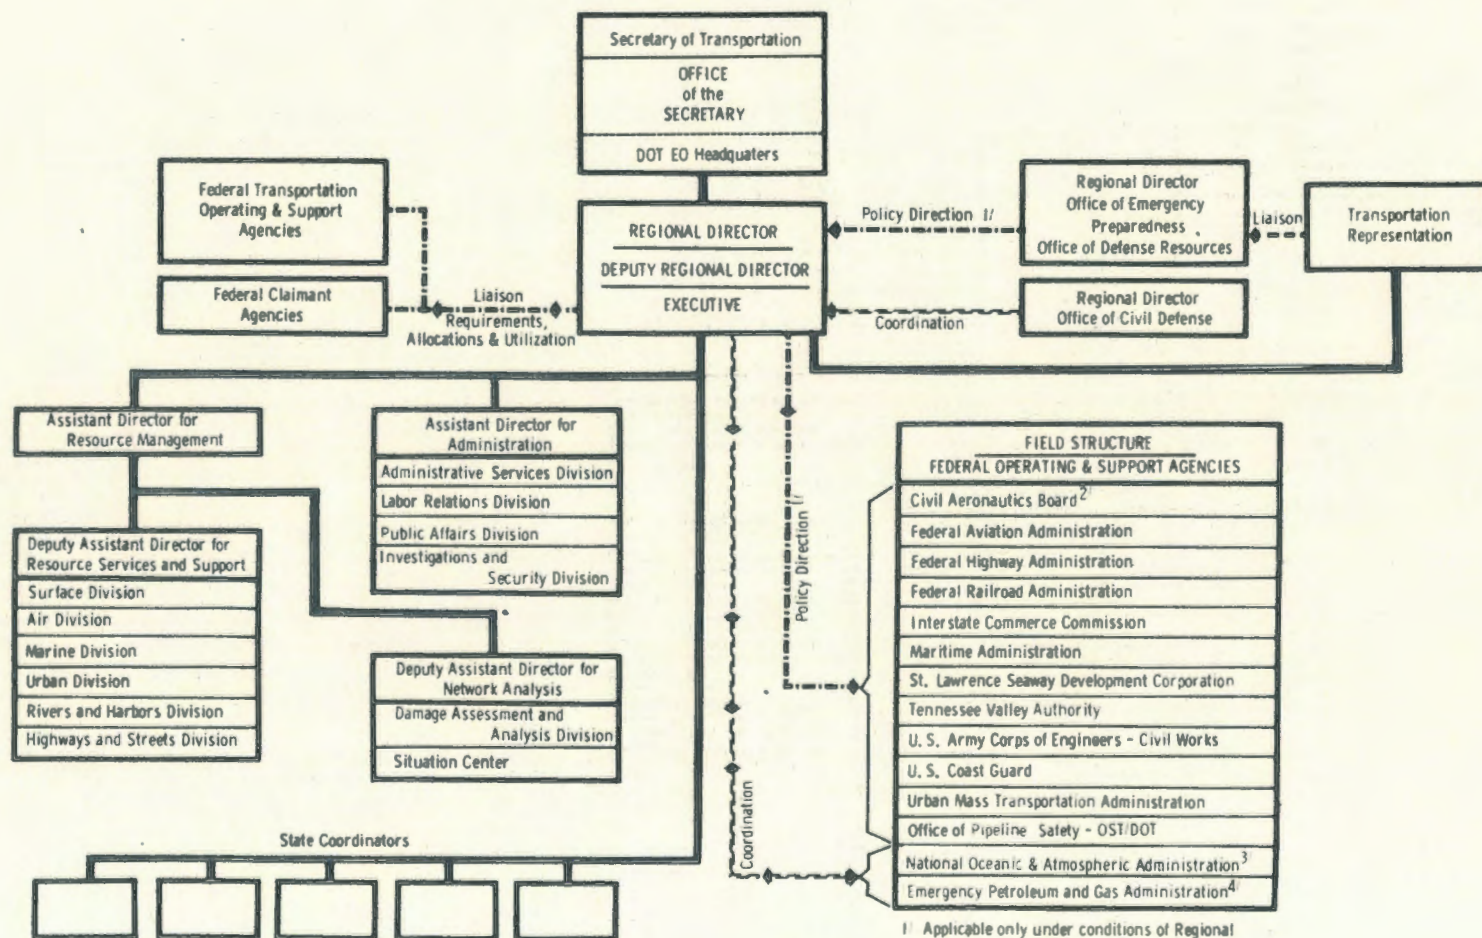 Secretary of Transportation
OFFICE
of the
SECRETARY
DOT EO Headquaters
Federal Transportation
Operating & Support
Agencies
Federal Claimant
Agencies
Liaison
Requirements,
Allocations & Utilization
REGIONAL DIRECTOR
DEPUTY REGIONAL DIRECTOR
EXECUTIVE
Policy Direction 1/
Coordination
Regional Director
Office of Emergency
Preparedness
Office of Defense Resources
Regional Director
Office of Civil Defense
Liaison
Transportation
Representation
Assistant Director for
Resource Management
Deputy Assistant Director for
Resource Services and Support
Surface Division
Air Division
Marine Division
Urban Division
Rivers and Harbors Division
Highways and Streets Division
Assistant Director for
Administration
Administrative Services Division
Labor Relations Division
Public Affairs Division
Investigations and
Security Division
Deputy Assistant Director for
Network Analysis
Damage Assessment and
Analysis Division
Situation Center
Policy Direction 1/
Coordination
FIELD STRUCTURE
FEDERAL OPERATING & SUPPORT AGENCIES
Civil Aeronautics Board 2/
Federal Aviation Administration
Federal Highway Administration
Federal Railroad Administration
Interstate Commerce Commission
Maritime Administration
St. Lawrence Seaway Development Corporation
Tennessee Valley Authority
U. S. Army Corps of Engineers - Civil Works
U. S. Coast Guard
Urban Mass Transportation Administration
Office of Pipeline Safety - OST/DOT
National Oceanic & Atmospheric Administration 3
Emergency Petroleum and Gas Administration 4/
State Coordinators
1/ Applicable only under conditions of Regional